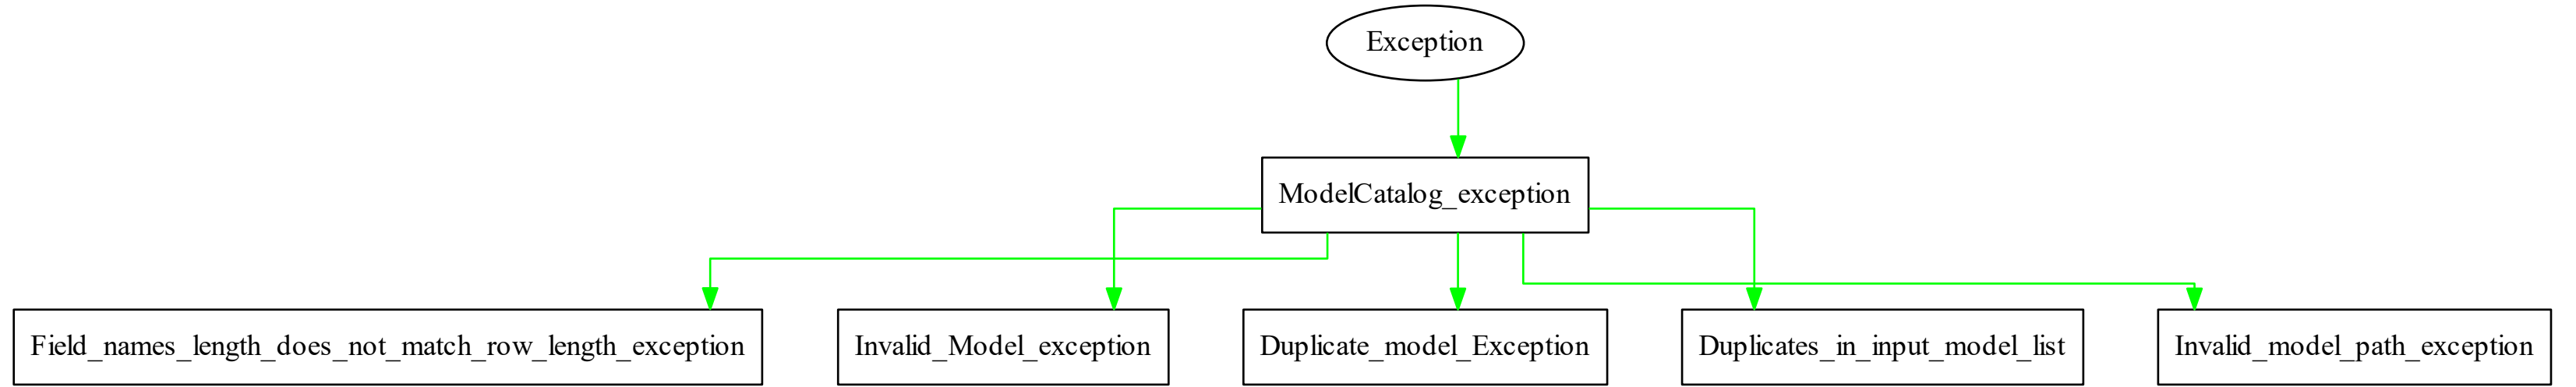 Exception
ModelCatalog_exception
Field_names_length_does_not_match_row_length_exception
Invalid_Model_exception
Duplicate_model_Exception
Duplicates_in_input_model_list
Invalid_model_path_exception